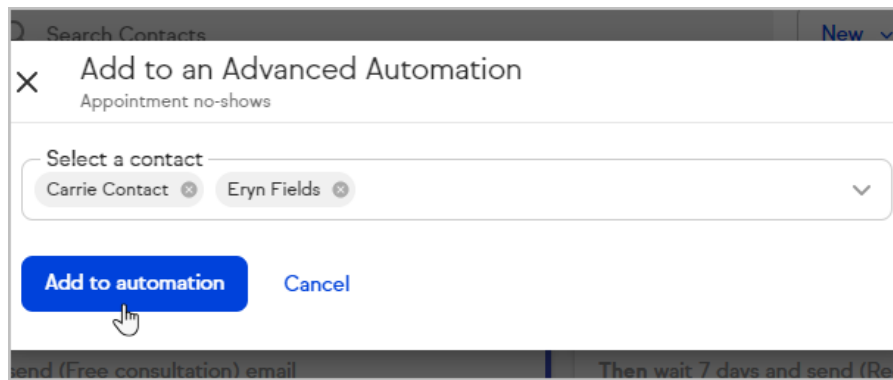 Search Contacts
New
Add to an Advanced Automation
Appointment no-shows
Select a contact
Carrie Contact
Eryn Fields
Add to automation
Cancel
send (Free consultation) email
Then wait 7 days and send (Re